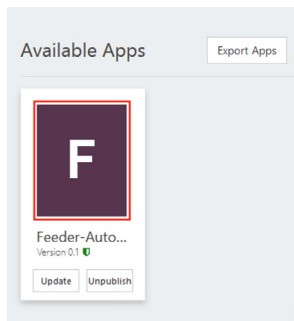 Available Apps
Export Apps
F
Feeder-Auto...
Version 0.1
Update
Unpublish